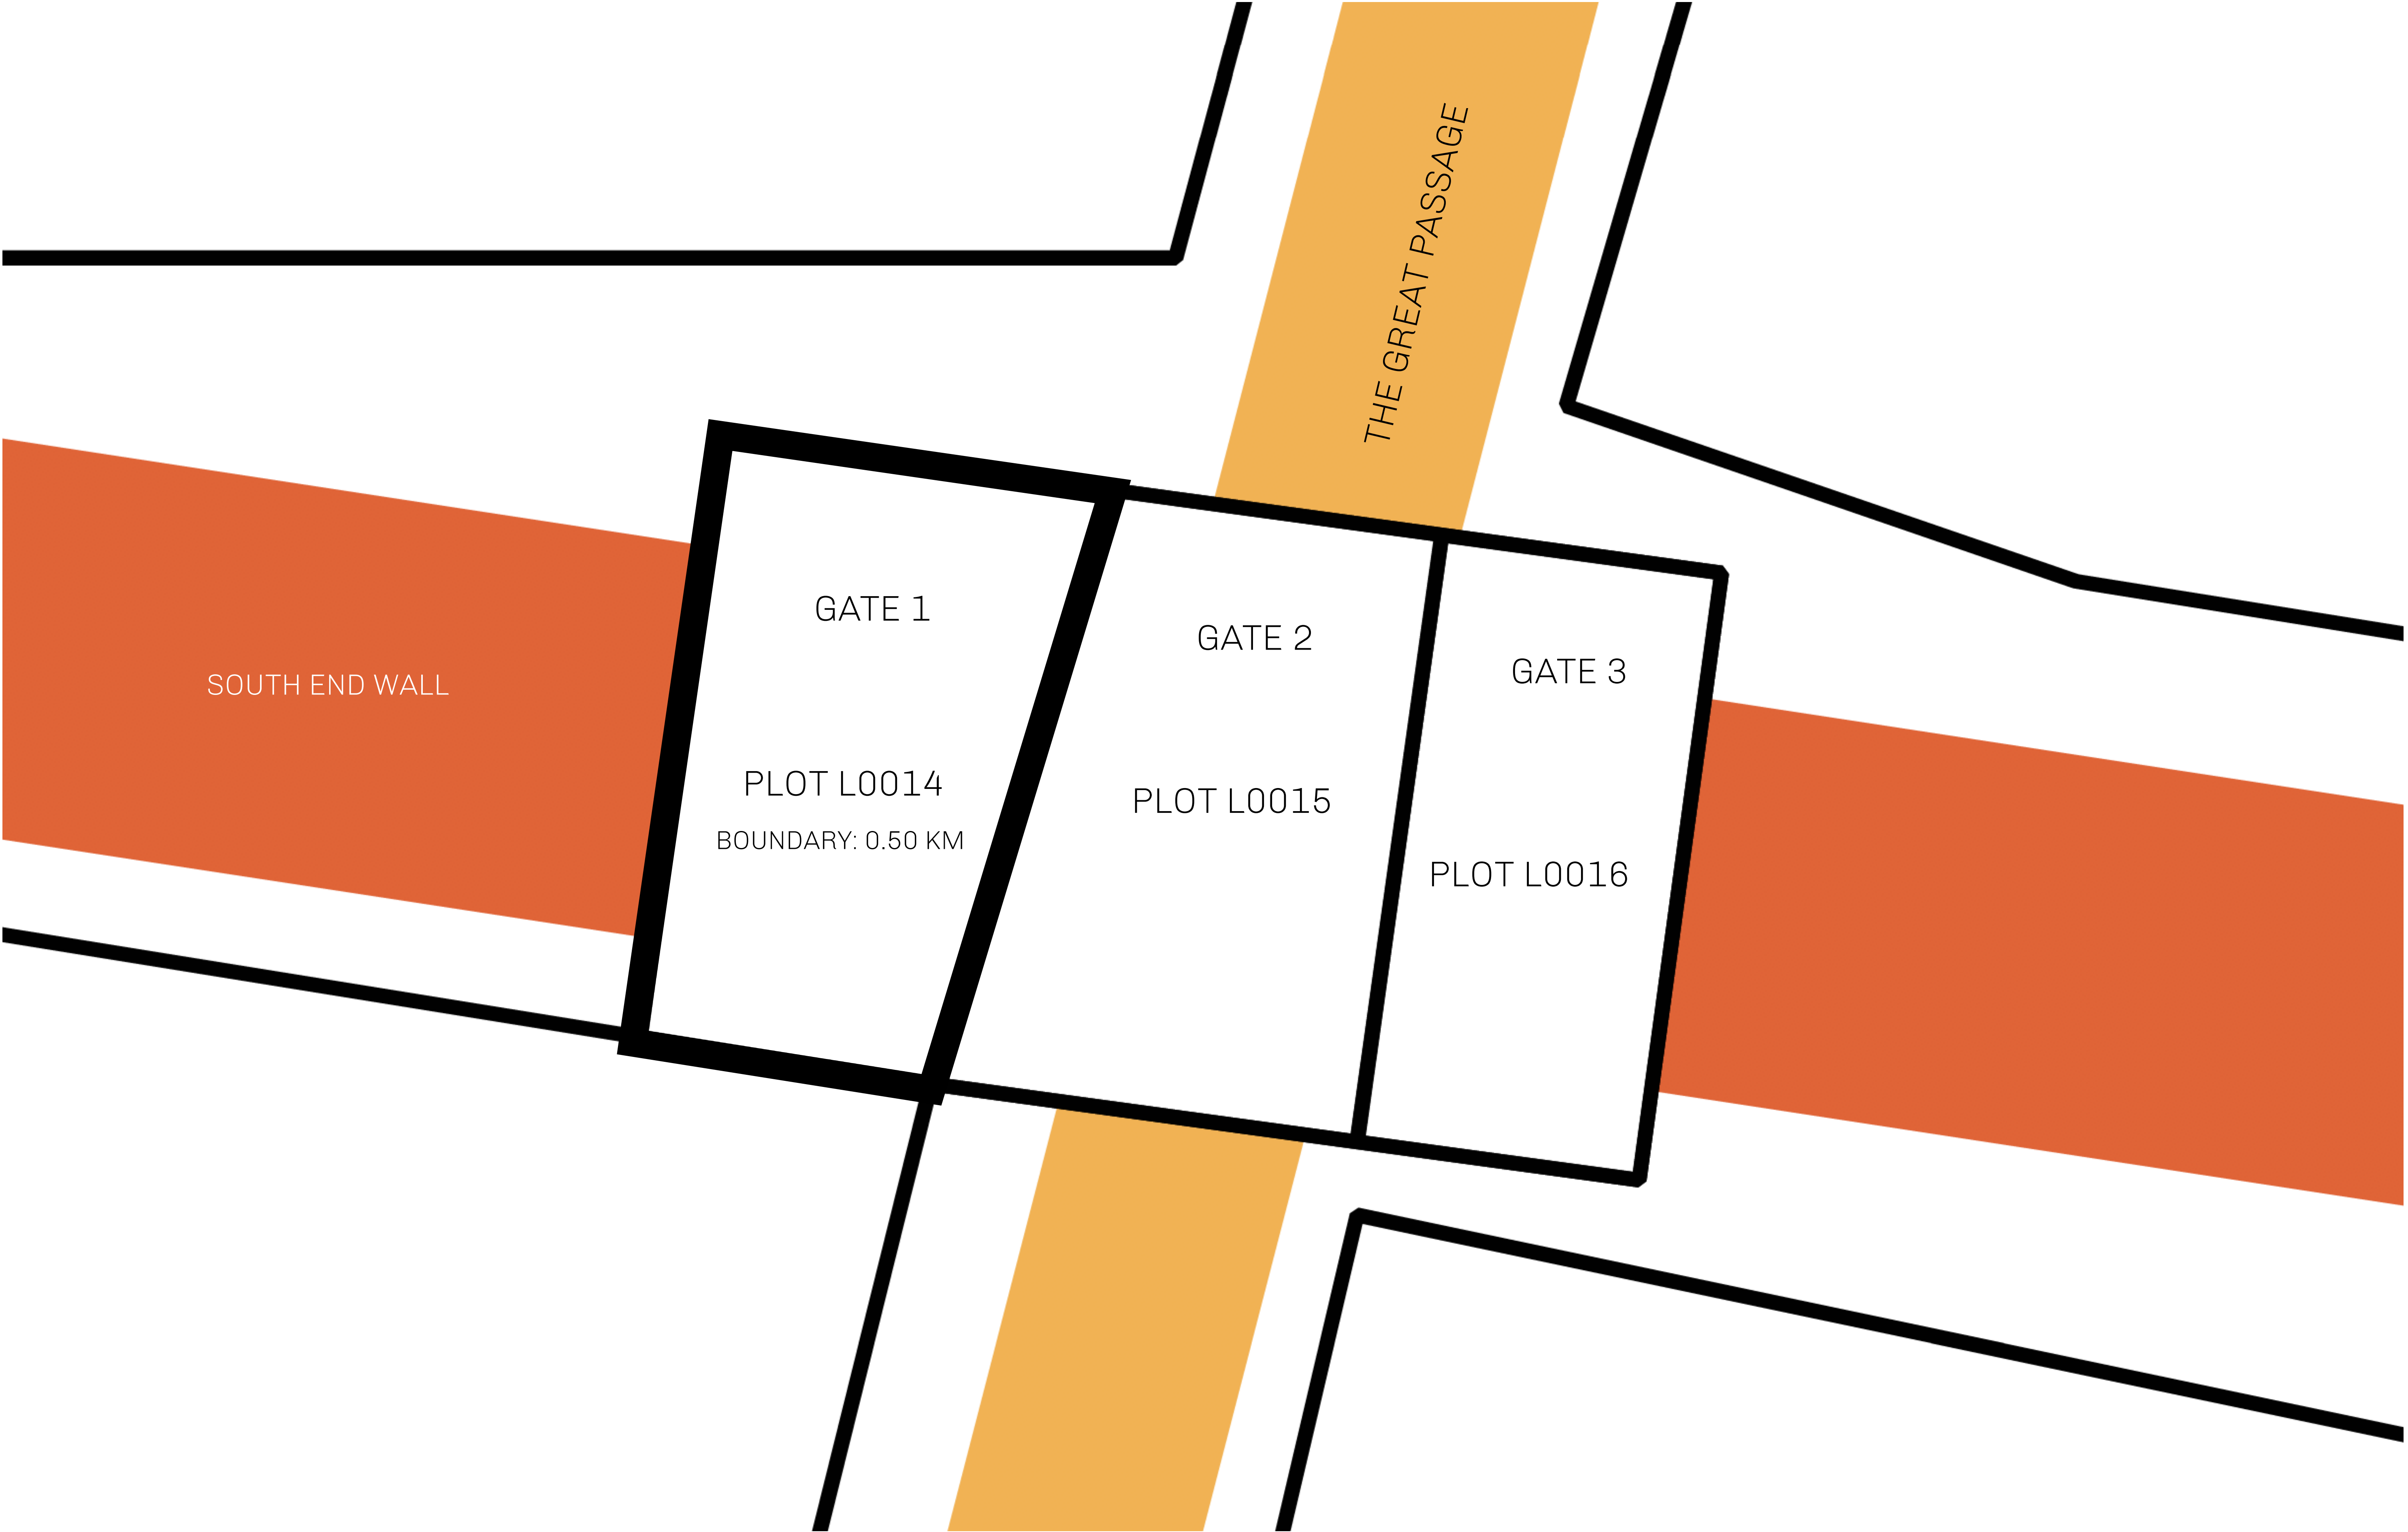 THE GREAT PASSAGE
SOUTH END WALL
GATE 1
PLOT L0014
BOUNDARY: 0.50 KM
GATE 2
PLOT L0015
GATE 3
PLOT L0016